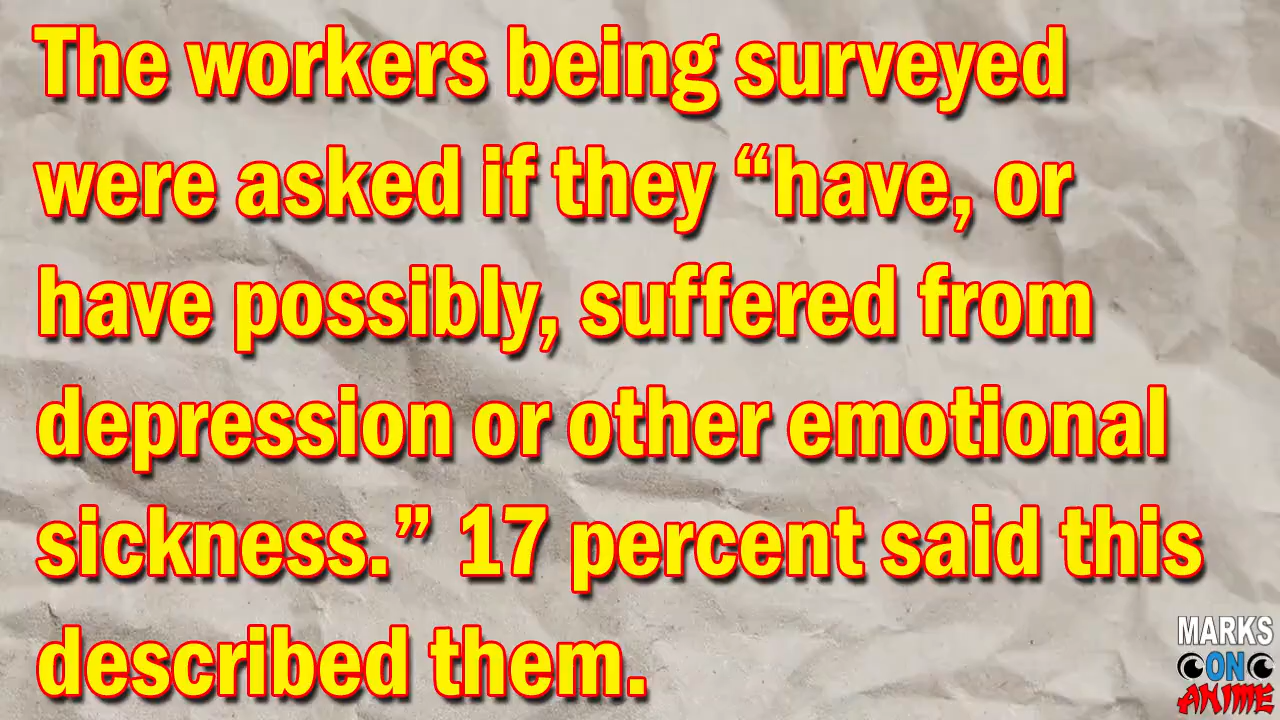 The workers being surveyed
were asked if they “have, or
have possibly, suffered from
depression or other emotional
sickness.” 17 percent said this
described them.
MARKS
ON
ANIME